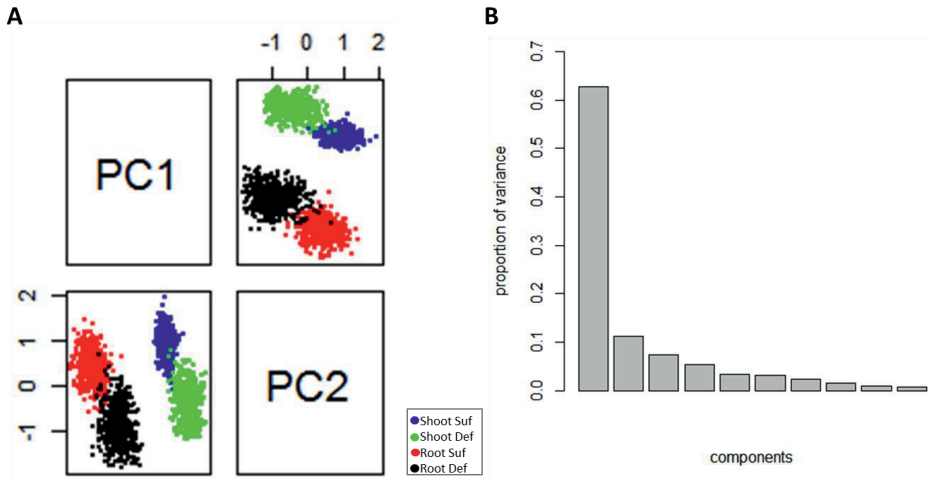 A
B
-1 0 1 2
PC1
2
1
0
-1
PC2
Shoot Suf
Shoot Def
Root Suf
Root Def
proportion of variance
0.7
0.6
0.5
0.4
0.3
0.2
0.1
0.0
components